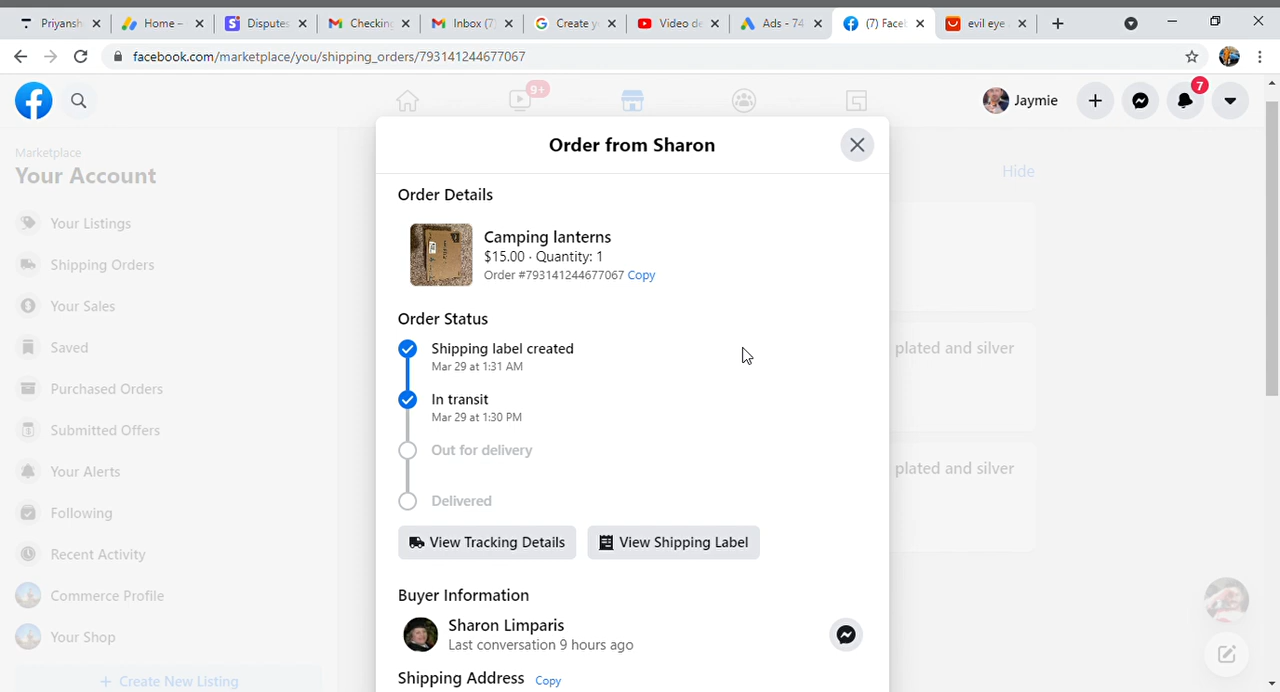 Priyansh
Home –
Disputes
Checking
Inbox (7
Create y
Video de
Ads - 74
(7) Face
evil eye
facebook.com/marketplace/you/shipping_orders/793141244677067
9+
Jaymie
7
Marketplace
Your Account
Your Listings
Shipping Orders
Your Sales
Saved
Purchased Orders
Submitted Offers
Your Alerts
Following
Recent Activity
Commerce Profile
Your Shop
+ Create New Listing
Order from Sharon
Order Details
Camping lanterns
$15.00 · Quantity: 1
Order #793141244677067 Copy
Order Status
Shipping label created
Mar 29 at 1:31 AM
In transit
Mar 29 at 1:30 PM
Out for delivery
Delivered
View Tracking Details
View Shipping Label
Buyer Information
Sharon Limparis
Last conversation 9 hours ago
Shipping Address Copy
Hide
plated and silver
plated and silver